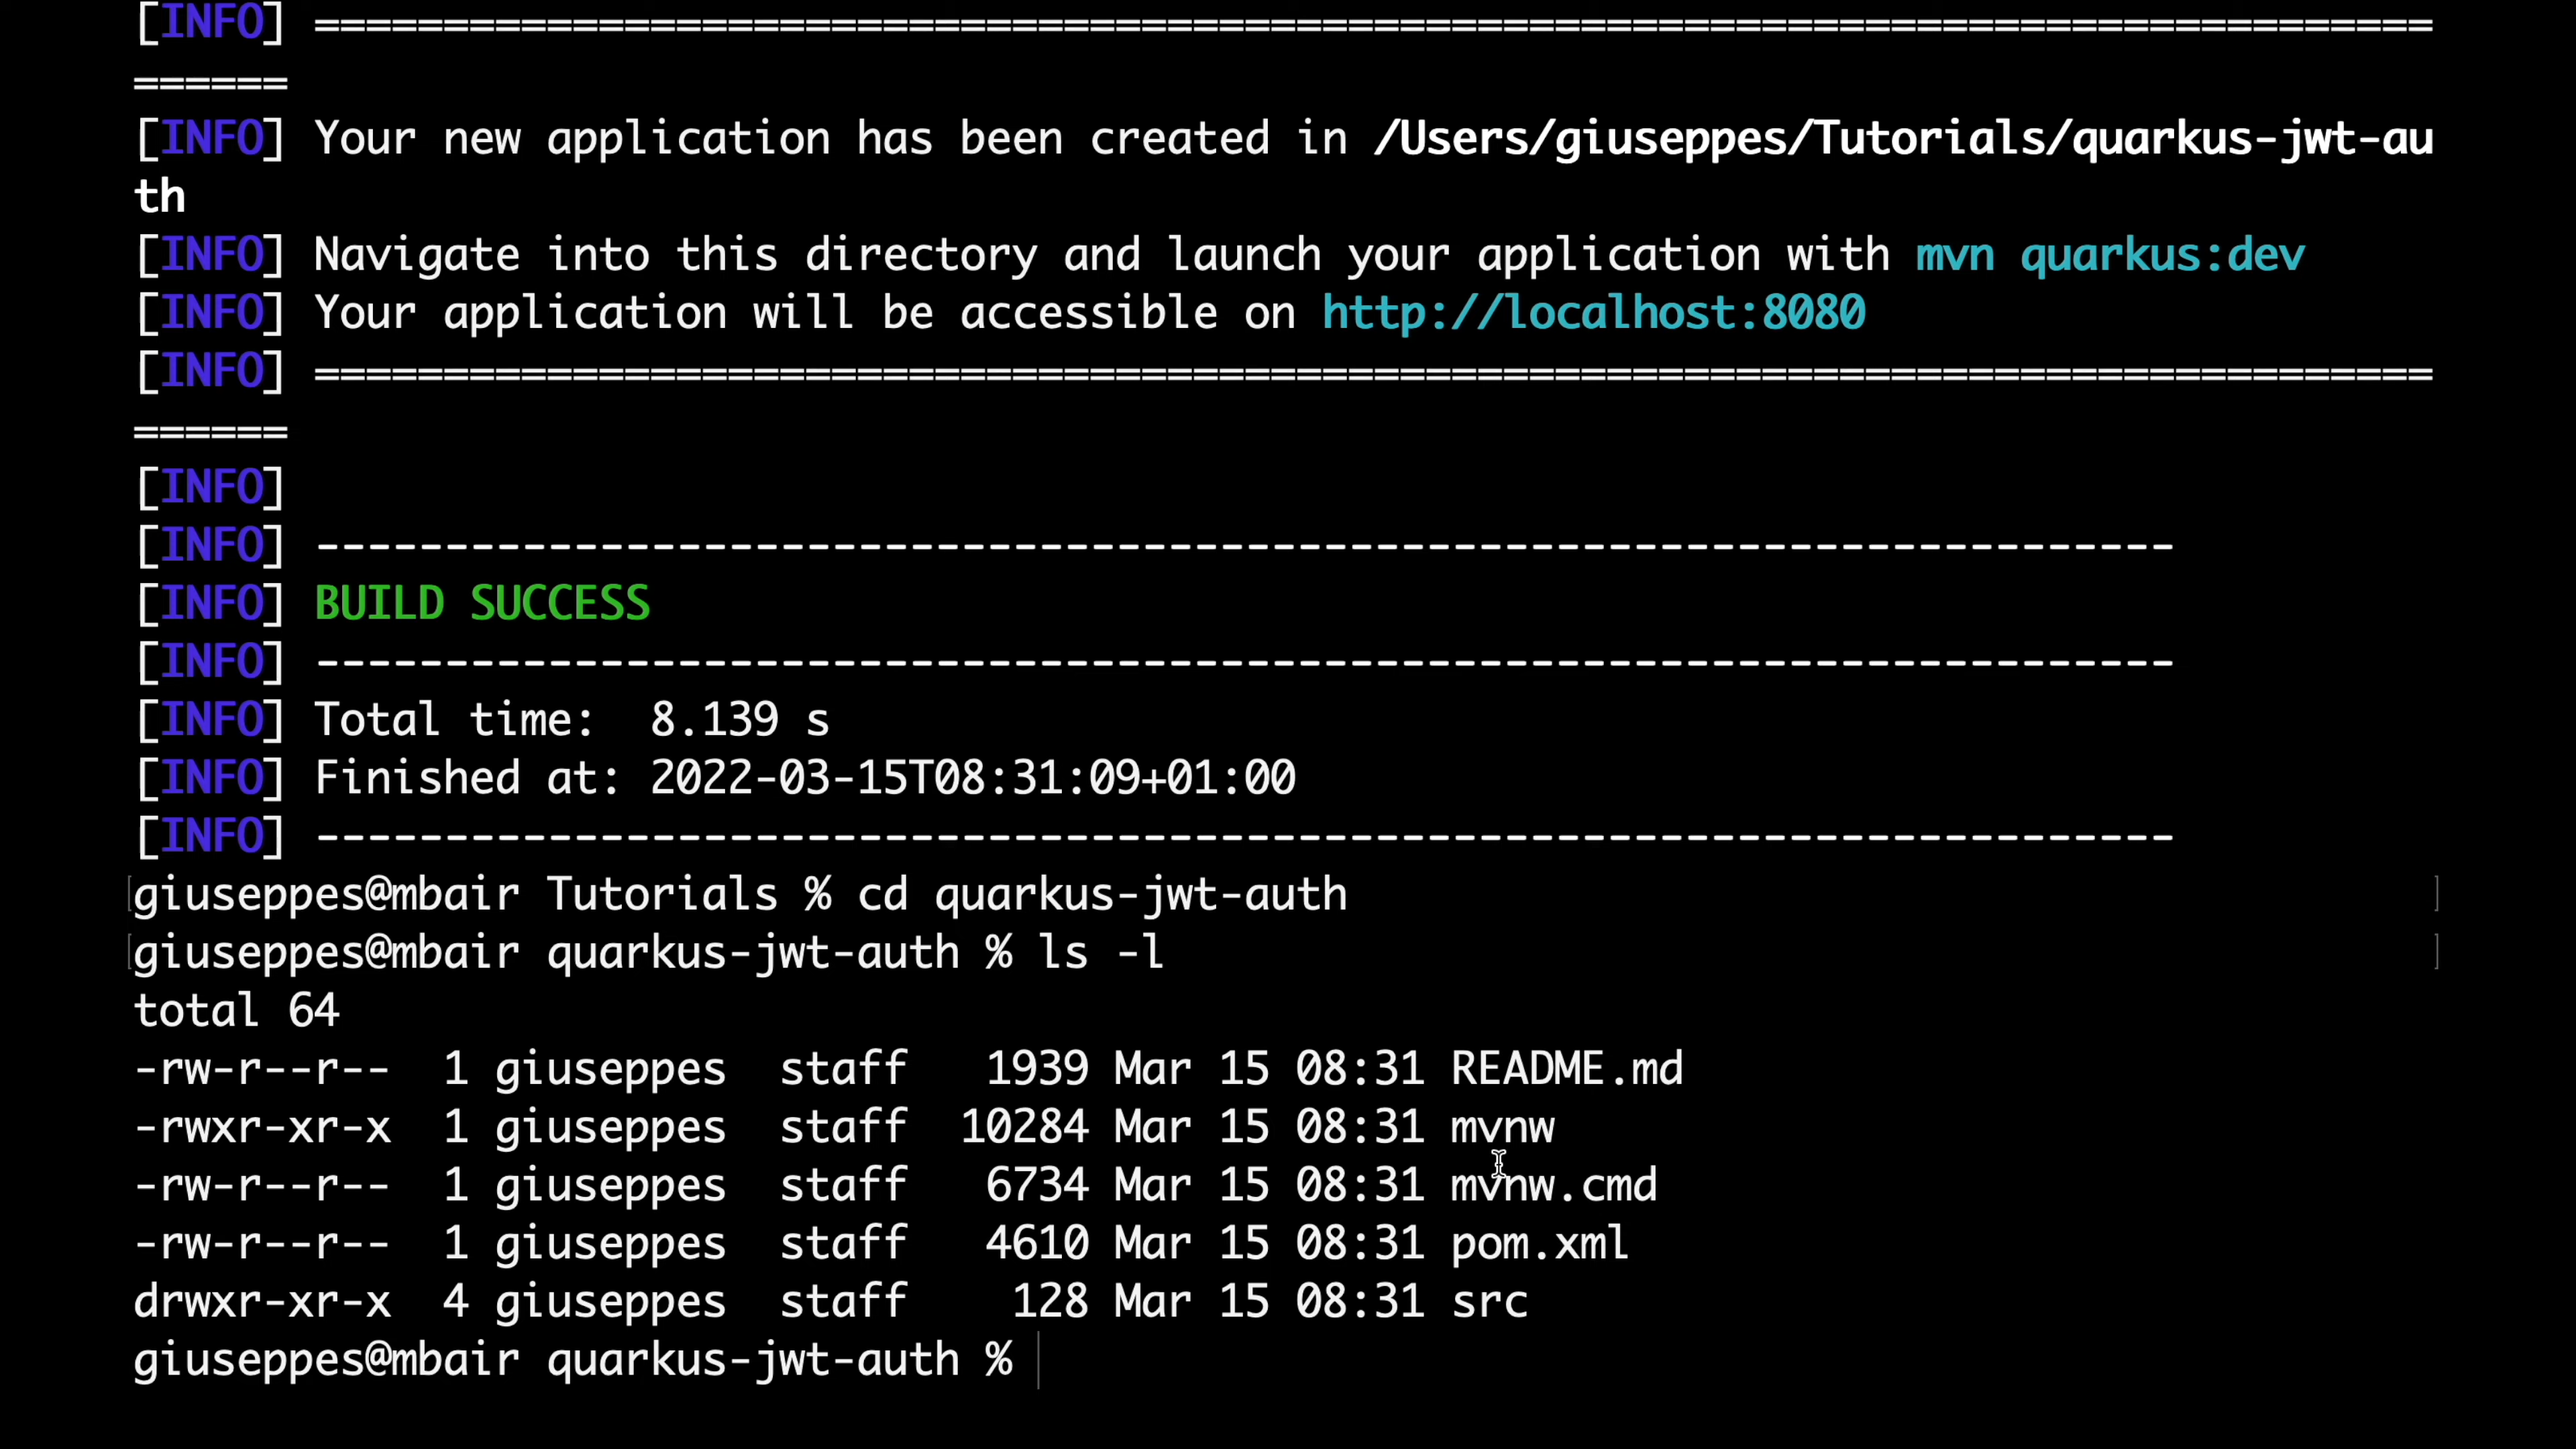 [INFO] ==================================================================================
======
[INFO] Your new application has been created in /Users/giuseppes/Tutorials/quarkus-jwt-au
th
[INFO] Navigate into this directory and launch your application with mvn quarkus:dev
[INFO] Your application will be accessible on http://localhost:8080
[INFO] ==================================================================================
======
[INFO]
[INFO] ------------------------------------------------------------------------
[INFO] BUILD SUCCESS
[INFO] ------------------------------------------------------------------------
[INFO] Total time:  8.139 s
[INFO] Finished at: 2022-03-15T08:31:09+01:00
[INFO] ------------------------------------------------------------------------
[giuseppes@mbair Tutorials % cd quarkus-jwt-auth ]
[giuseppes@mbair quarkus-jwt-auth % ls -l ]
total 64
-rw-r--r--  1 giuseppes  staff   1939 Mar 15 08:31 README.md
-rwxr-xr-x  1 giuseppes  staff  10284 Mar 15 08:31 mvnw
-rw-r--r--  1 giuseppes  staff   6734 Mar 15 08:31 mvnw.cmd
-rw-r--r--  1 giuseppes  staff   4610 Mar 15 08:31 pom.xml
drwxr-xr-x  4 giuseppes  staff    128 Mar 15 08:31 src
giuseppes@mbair quarkus-jwt-auth %